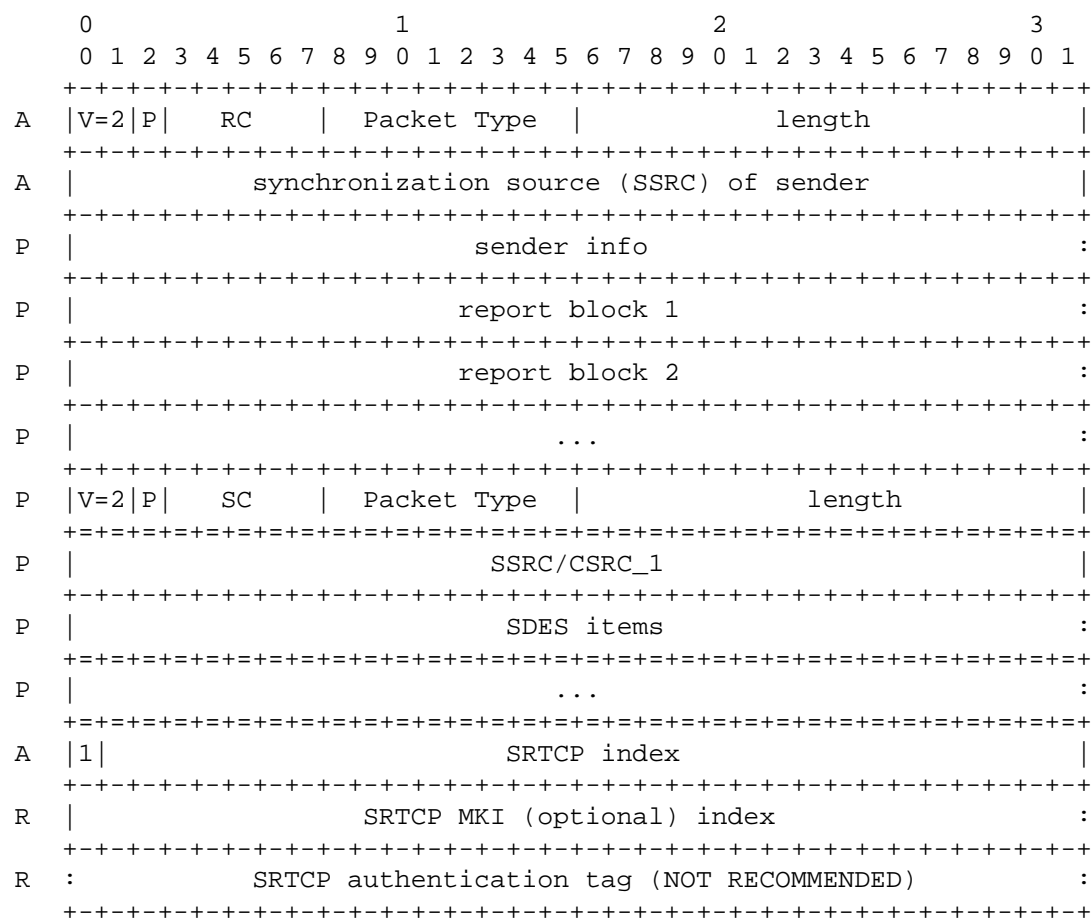 0 1 2 3
0 1 2 3 4 5 6 7 8 9 0 1 2 3 4 5 6 7 8 9 0 1 2 3 4 5 6 7 8 9 0 1
+-+-+-+-+-+-+-+-+-+-+-+-+-+-+-+-+-+-+-+-+-+-+-+-+-+-+-+-+-+-+-+-+
A |V=2|P| RC | Packet Type | length |
+-+-+-+-+-+-+-+-+-+-+-+-+-+-+-+-+-+-+-+-+-+-+-+-+-+-+-+-+-+-+-+-+
A | synchronization source (SSRC) of sender |
+-+-+-+-+-+-+-+-+-+-+-+-+-+-+-+-+-+-+-+-+-+-+-+-+-+-+-+-+-+-+-+-+
P | sender info :
+-+-+-+-+-+-+-+-+-+-+-+-+-+-+-+-+-+-+-+-+-+-+-+-+-+-+-+-+-+-+-+-+
P | report block 1 :
+-+-+-+-+-+-+-+-+-+-+-+-+-+-+-+-+-+-+-+-+-+-+-+-+-+-+-+-+-+-+-+-+
P | report block 2 :
+-+-+-+-+-+-+-+-+-+-+-+-+-+-+-+-+-+-+-+-+-+-+-+-+-+-+-+-+-+-+-+-+
P | ... :
+-+-+-+-+-+-+-+-+-+-+-+-+-+-+-+-+-+-+-+-+-+-+-+-+-+-+-+-+-+-+-+-+
P |V=2|P| SC | Packet Type | length |
+=+=+=+=+=+=+=+=+=+=+=+=+=+=+=+=+=+=+=+=+=+=+=+=+=+=+=+=+=+=+=+=+
P | SSRC/CSRC_1 |
+-+-+-+-+-+-+-+-+-+-+-+-+-+-+-+-+-+-+-+-+-+-+-+-+-+-+-+-+-+-+-+-+
P | SDES items :
+=+=+=+=+=+=+=+=+=+=+=+=+=+=+=+=+=+=+=+=+=+=+=+=+=+=+=+=+=+=+=+=+
P | ... :
+=+=+=+=+=+=+=+=+=+=+=+=+=+=+=+=+=+=+=+=+=+=+=+=+=+=+=+=+=+=+=+=+
A |1| SRTCP index |
+-+-+-+-+-+-+-+-+-+-+-+-+-+-+-+-+-+-+-+-+-+-+-+-+-+-+-+-+-+-+-+-+
R | SRTCP MKI (optional) index :
+-+-+-+-+-+-+-+-+-+-+-+-+-+-+-+-+-+-+-+-+-+-+-+-+-+-+-+-+-+-+-+-+
R : SRTCP authentication tag (NOT RECOMMENDED) :
+-+-+-+-+-+-+-+-+-+-+-+-+-+-+-+-+-+-+-+-+-+-+-+-+-+-+-+-+-+-+-+-+